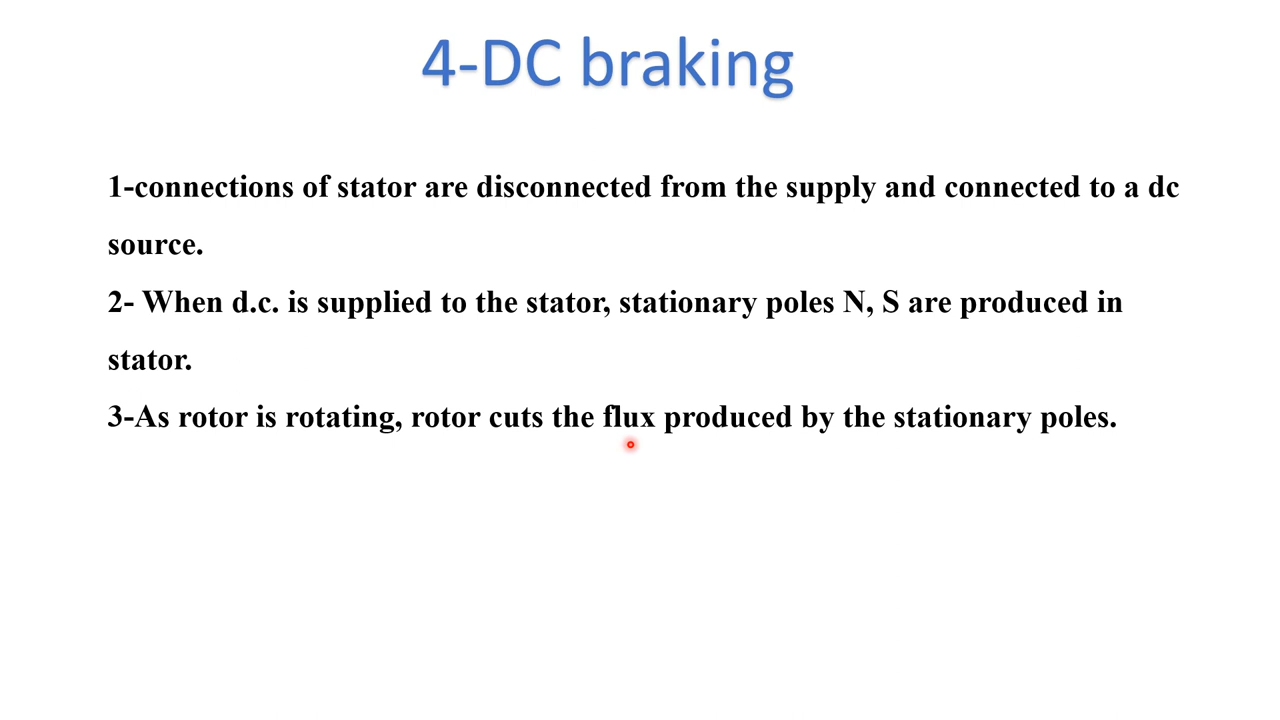 4-DC braking
1-connections of stator are disconnected from the supply and connected to a dc
source.
2- When d.c. is supplied to the stator, stationary poles N, S are produced in
stator.
3-As rotor is rotating, rotor cuts the flux produced by the stationary poles.